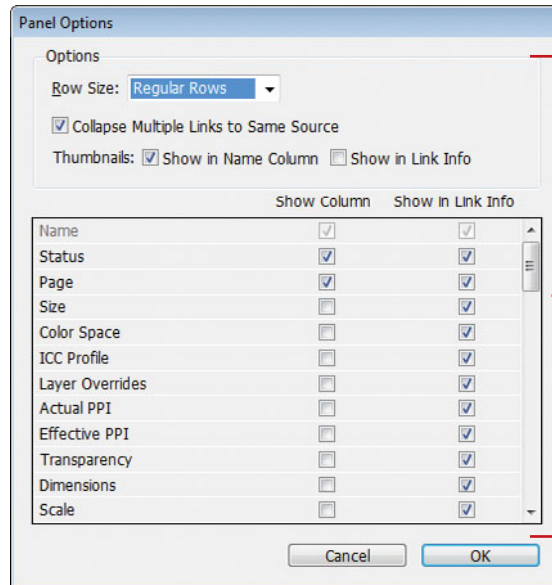 Panel Options
Options
Row Size: Regular Rows
Collapse Multiple Links to Same Source
Thumbnails: Show in Name Column Show in Link Info
Show Column Show in Link Info
Name
Status
Page
Size
Color Space
ICC Profile
Layer Overrides
Actual PPI
Effective PPI
Transparency
Dimensions
Scale
Cancel OK